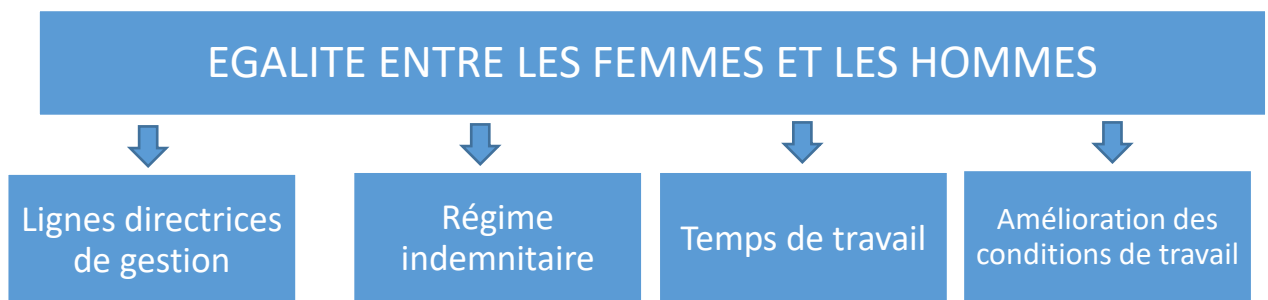 EGALITE ENTRE LES FEMMES ET LES HOMMES
Lignes directrices
de gestion
Régime
indemnitaire
Temps de travail
Amélioration des
conditions de travail